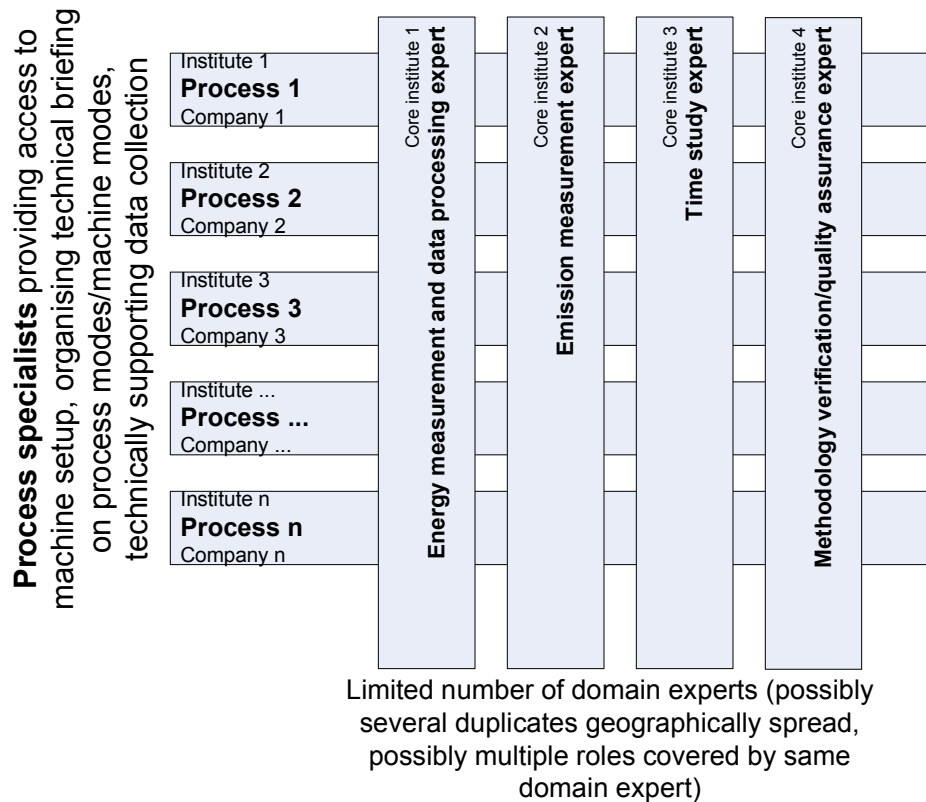 Process specialists providing access to
machine setup, organising technical briefing
on process modes/machine modes,
technically supporting data collection
Institute 1
Process 1
Company 1
Institute 2
Process 2
Company 2
Institute 3
Process 3
Company 3
Institute ...
Process ...
Company ...
Institute n
Process n
Company n
Core institute 1
Energy measurement and data processing expert
Core institute 2
Emission measurement expert
Core institute 3
Time study expert
Core institute 4
Methodology verification/quality assurance expert
Limited number of domain experts (possibly
several duplicates geographically spread,
possibly multiple roles covered by same
domain expert)